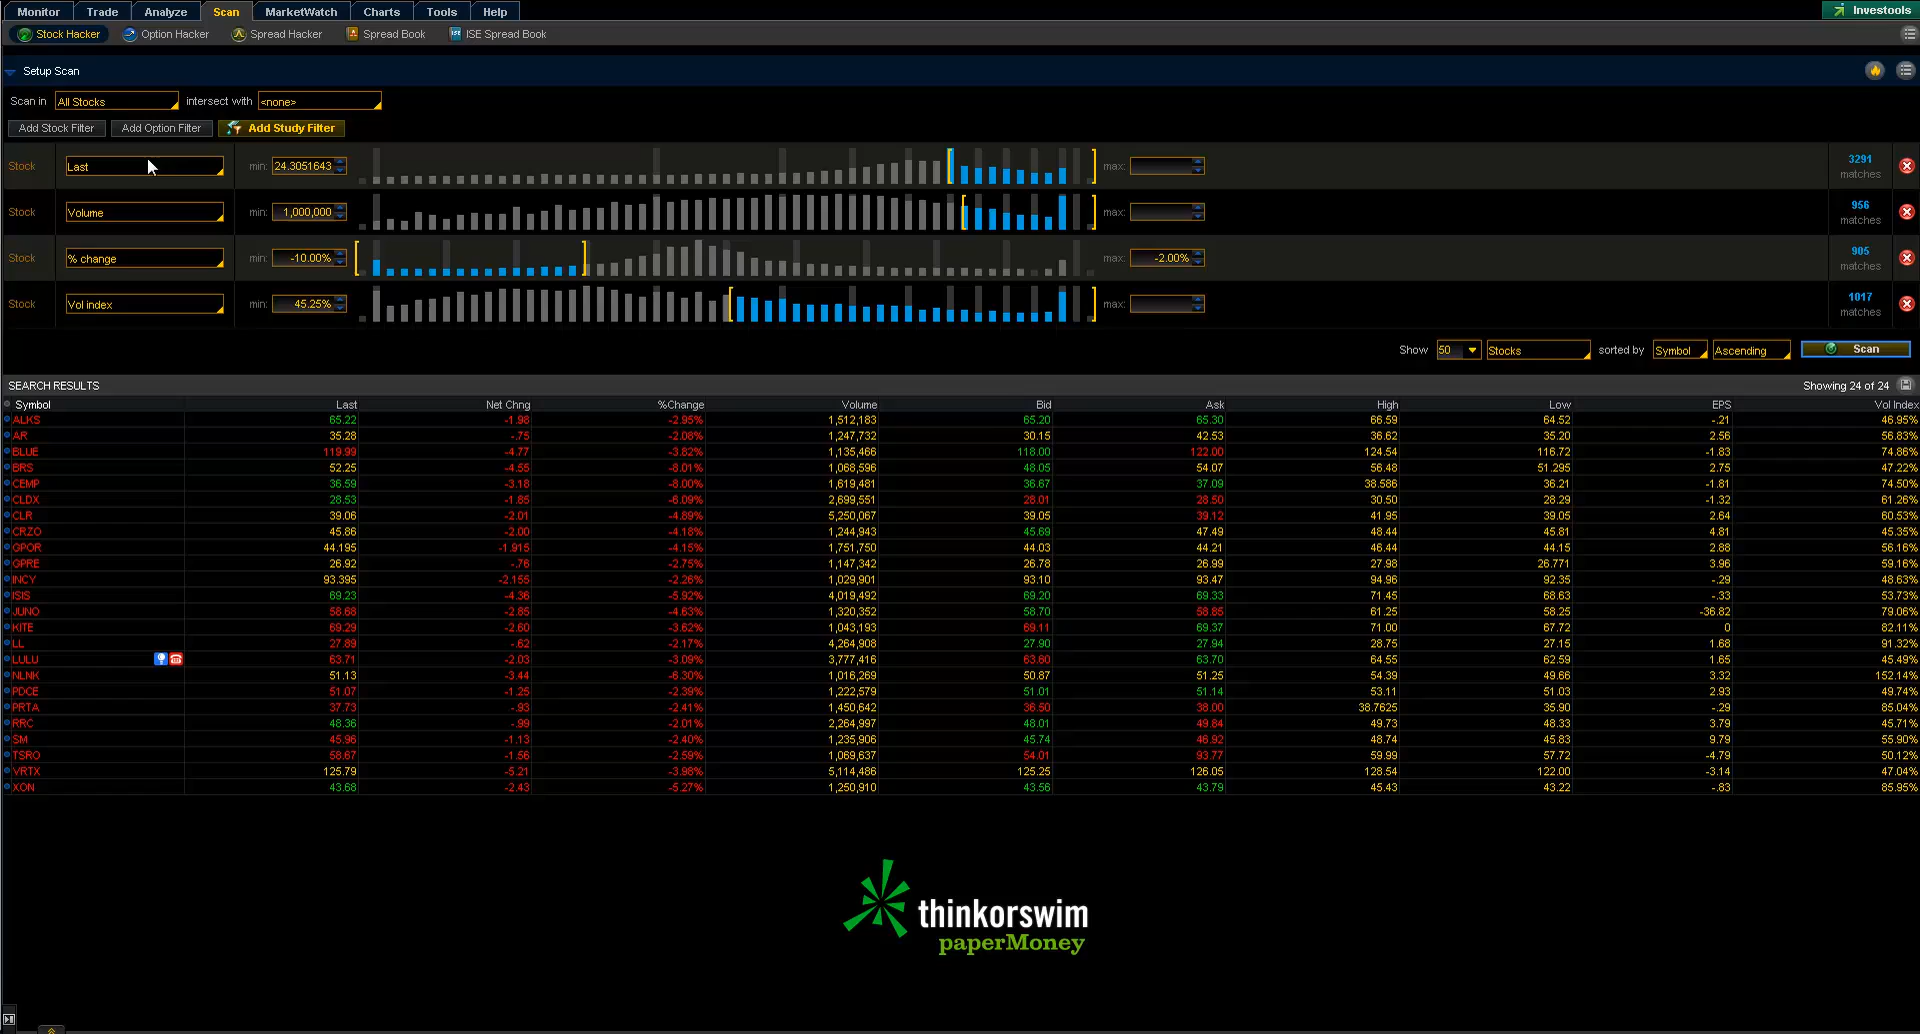 Monitor Trade Analyze Scan MarketWatch Charts Tools Help Investools
Stock Hacker Option Hacker Spread Hacker Spread Book ISE Spread Book
Setup Scan
Scan in All Stocks intersect with <none>
Add Stock Filter Add Option Filter Add Study Filter
Stock Last min: 24.3051643 max: 3291 matches
Stock Volume min: 1,000,000 max: 956 matches
Stock % change min: -10.00% max: -2.00% 905 matches
Stock Vol index min: 45.25% max: 1017 matches
Show 50 Stocks sorted by Symbol Ascending Scan
SEARCH RESULTS Showing 24 of 24
Symbol Last Net Chng %Change Volume Bid Ask High Low EPS Vol Index
ALKS 65.22 -1.98 -2.95% 1,512,183 65.20 65.30 66.59 64.52 -.21 46.95%
AR 35.28 -.75 -2.08% 1,247,732 30.15 42.53 36.62 35.20 2.56 56.83%
BLUE 119.99 -4.77 -3.82% 1,135,466 118.00 122.00 124.54 116.72 -1.83 74.86%
BRS 52.25 -4.55 -8.01% 1,068,596 48.05 54.07 56.48 51.295 2.75 47.22%
CEMP 36.59 -3.18 -8.00% 1,619,481 36.67 37.09 38.586 36.21 -1.81 74.50%
CLDX 28.53 -1.85 -6.09% 2,699,551 28.01 28.50 30.50 28.29 -1.32 61.26%
CLR 39.06 -2.01 -4.89% 5,250,067 39.05 39.12 41.95 39.05 2.64 60.53%
CRZO 45.86 -2.00 -4.18% 1,244,943 45.69 47.49 48.44 45.81 4.81 45.35%
GPOR 44.195 -1.915 -4.15% 1,751,750 44.03 44.21 46.44 44.15 2.88 56.16%
GPRE 26.92 -.76 -2.75% 1,147,342 26.78 26.99 27.98 26.771 3.96 59.16%
INCY 93.395 -2.155 -2.26% 1,029,901 93.10 93.47 94.96 92.35 -.29 48.63%
ISIS 69.23 -4.36 -5.92% 4,019,492 69.20 69.33 71.45 68.63 -.33 53.73%
JUNO 58.68 -2.85 -4.63% 1,320,352 58.70 58.85 61.25 58.25 -36.82 79.06%
KITE 69.29 -2.60 -3.62% 1,043,193 69.11 69.37 71.00 67.72 0 82.11%
LL 27.89 -.62 -2.17% 4,264,908 27.90 27.94 28.75 27.15 1.68 91.32%
LULU 63.71 -2.03 -3.09% 3,777,416 63.60 63.70 64.55 62.59 1.65 45.49%
NLNK 51.13 -3.44 -6.30% 1,016,269 50.87 51.25 54.39 49.66 3.32 152.14%
PDCE 51.07 -1.25 -2.39% 1,222,579 51.01 51.14 53.11 51.03 2.93 49.74%
PRTA 37.73 -.93 -2.41% 1,450,642 36.50 38.00 38.7625 35.90 -.29 85.04%
RRC 48.36 -.99 -2.01% 2,264,997 48.01 49.84 49.73 48.33 3.79 45.71%
SM 45.96 -1.13 -2.40% 1,235,906 45.74 46.92 48.74 45.83 9.79 55.90%
TSRO 58.67 -1.56 -2.59% 1,069,637 54.01 93.77 59.99 57.72 -4.79 50.12%
VRTX 125.79 -5.21 -3.98% 5,114,486 125.25 126.05 128.54 122.00 -3.14 47.04%
XON 43.68 -2.43 -5.27% 1,250,910 43.56 43.79 45.43 43.22 -.83 85.95%
thinkorswim
paperMoney